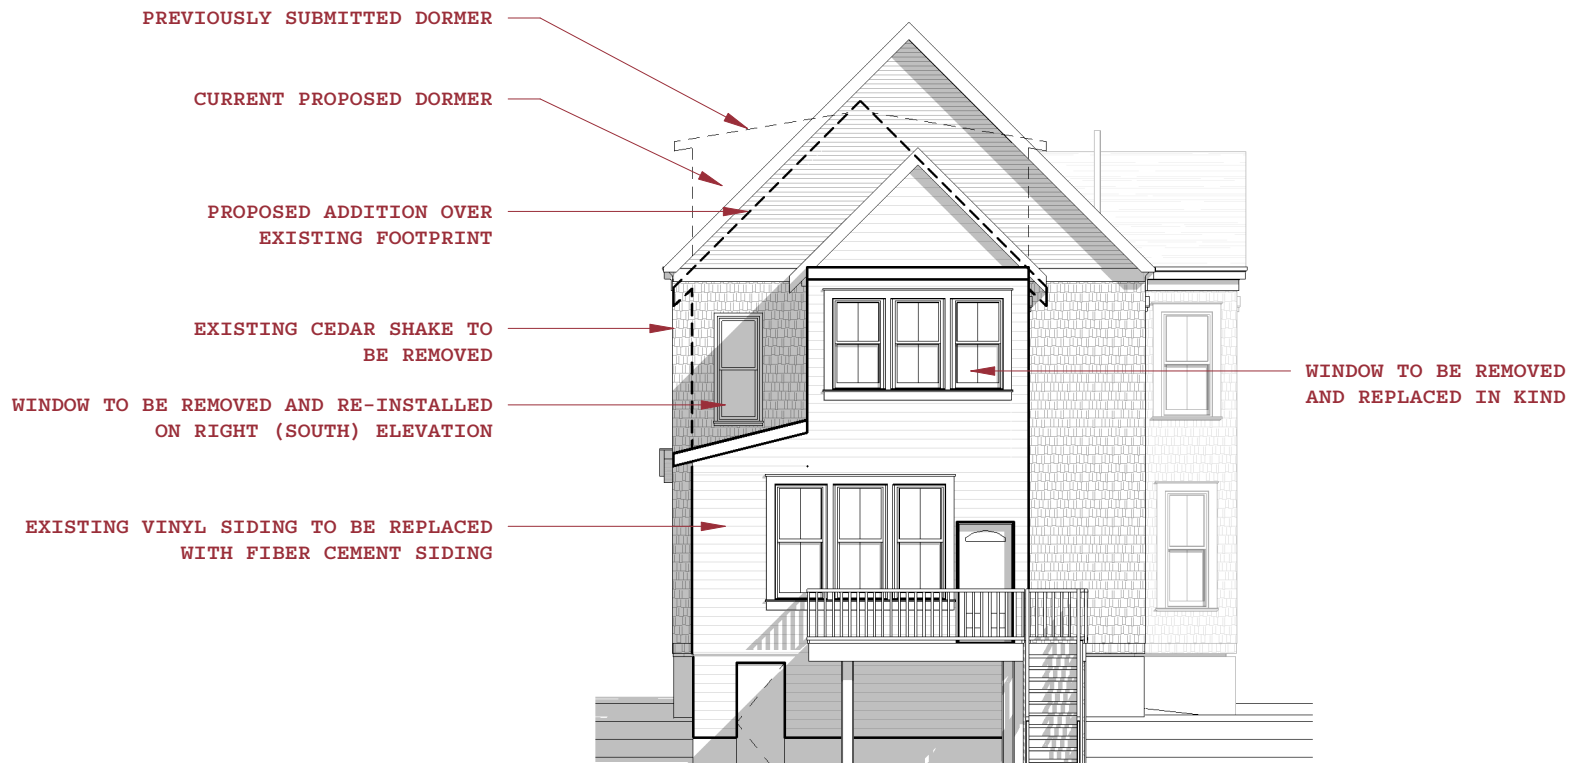 PREVIOUSLY SUBMITTED DORMER
CURRENT PROPOSED DORMER
PROPOSED ADDITION OVER
EXISTING FOOTPRINT
EXISTING CEDAR SHAKE TO
BE REMOVED
WINDOW TO BE REMOVED AND RE-INSTALLED
ON RIGHT (SOUTH) ELEVATION
EXISTING VINYL SIDING TO BE REPLACED
WITH FIBER CEMENT SIDING
WINDOW TO BE REMOVED
AND REPLACED IN KIND